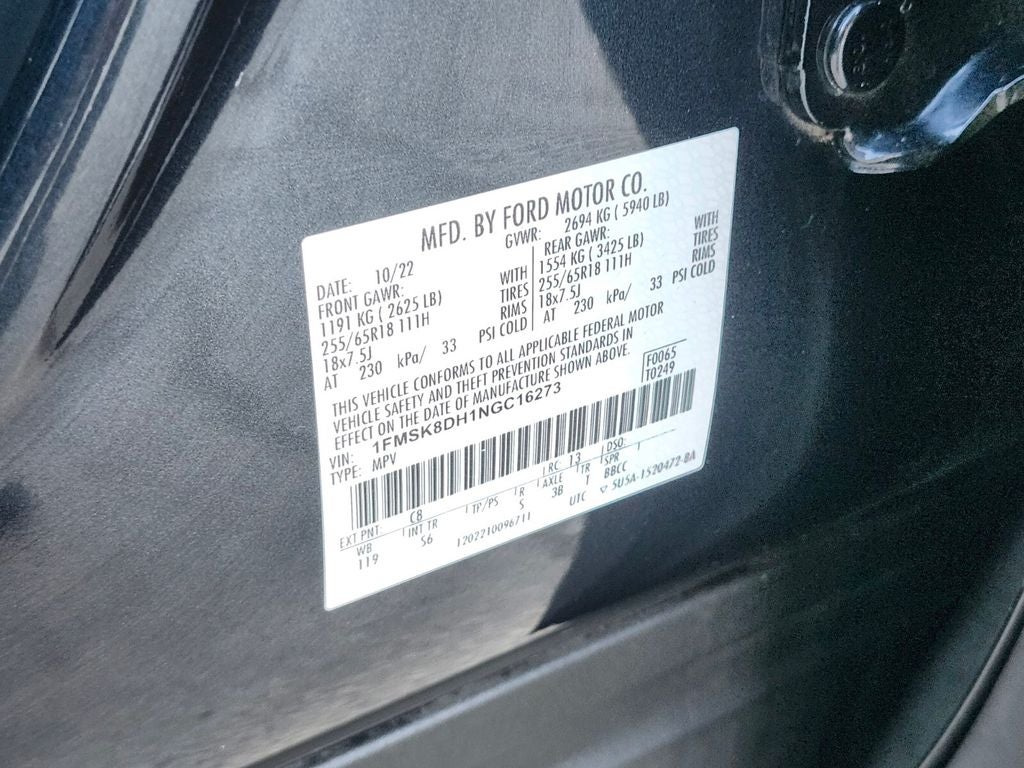 MFD. BY FORD MOTOR CO.
DATE: 10/22 GVWR: 2694 KG ( 5940 LB)
FRONT GAWR: REAR GAWR:
1191 KG ( 2625 LB) WITH 1554 KG ( 3425 LB) WITH
255/65R18 111H TIRES 255/65R18 111H TIRES
18x7.5J RIMS 18x7.5J RIMS
AT 230 kPa/ 33 PSI COLD AT 230 kPa/ 33 PSI COLD
THIS VEHICLE CONFORMS TO ALL APPLICABLE FEDERAL MOTOR
VEHICLE SAFETY AND THEFT PREVENTION STANDARDS IN
EFFECT ON THE DATE OF MANUFACTURE SHOWN ABOVE.
F0065
T0249
VIN: 1FMSK8DH1NGC16273
TYPE: MPV
EXT PNT: C8 RC: 13 DSO:
WB INT TR TP/PS R AXLE TR SPR
119 S6 S 3B 1 BBCC
1202210096711 UTC 5U5A-1520472-BA